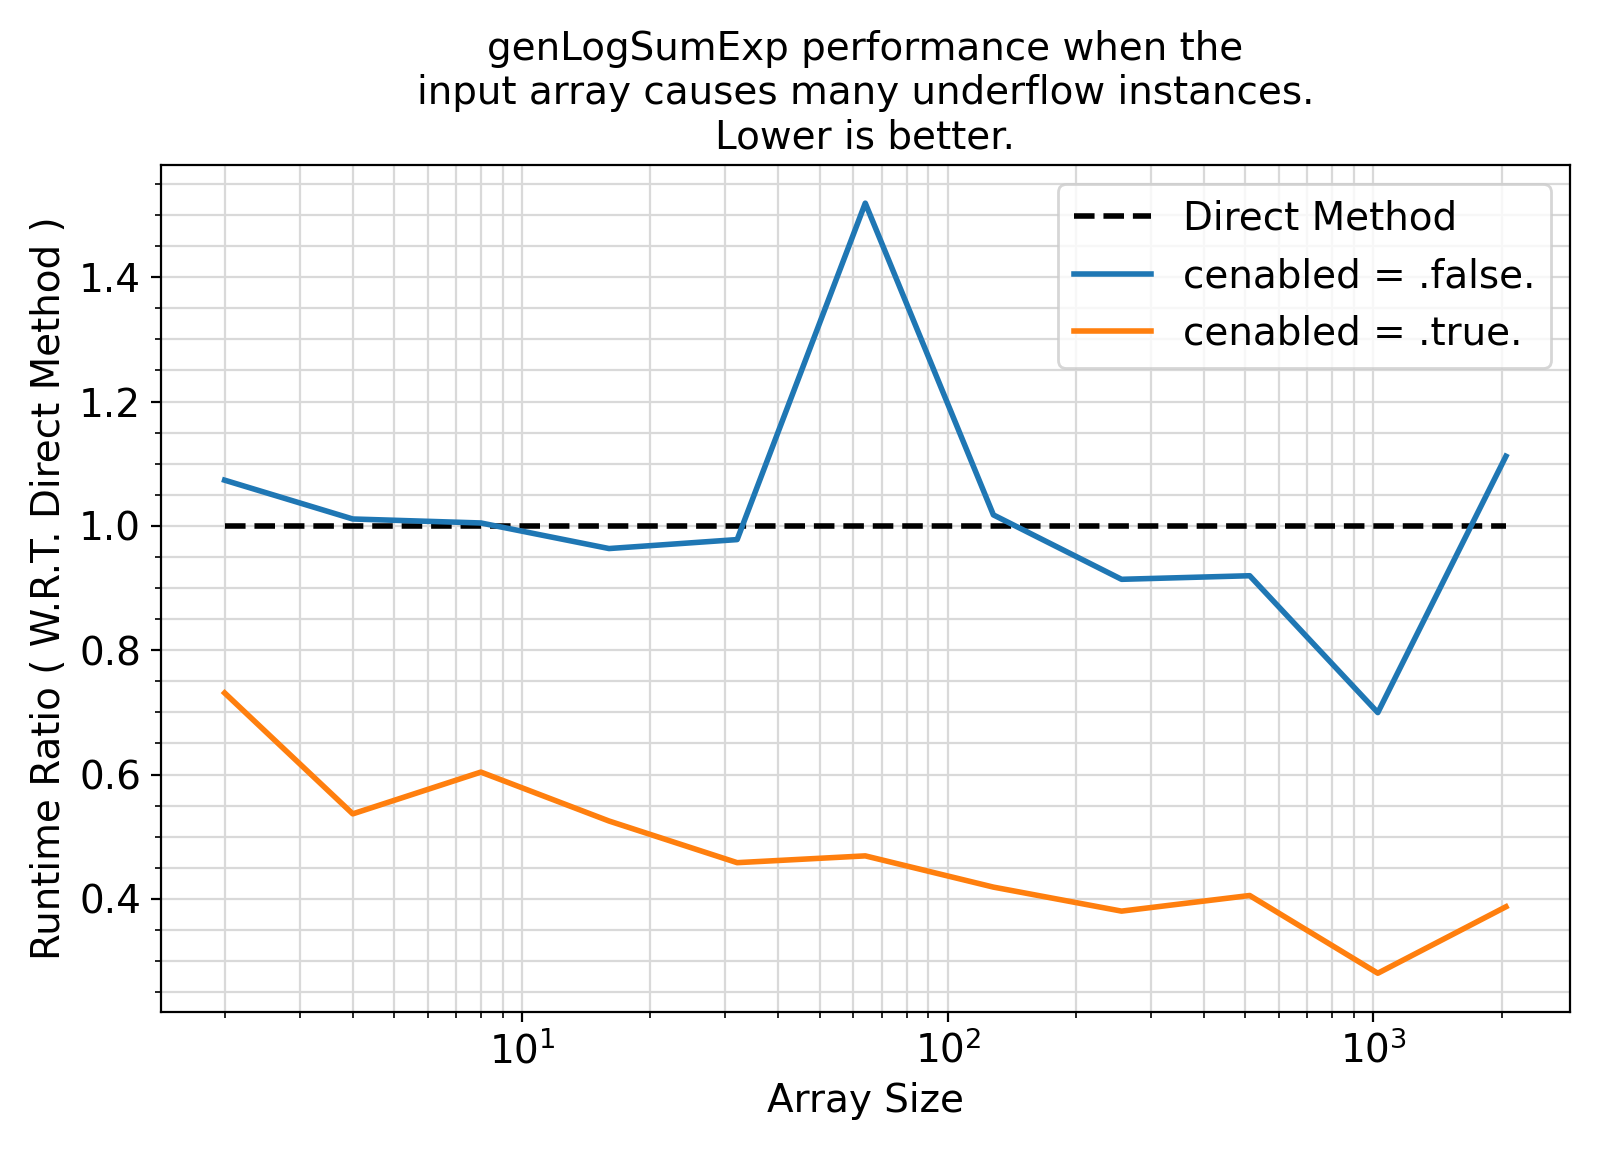 genLogSumExp performance when the
input array causes many underflow instances.
Lower is better.
Runtime Ratio ( W.R.T. Direct Method )
1.4
1.2
1.0
0.8
0.6
0.4
Direct Method
cenabled = .false.
cenabled = .true.
10¹ 10² 10³
Array Size